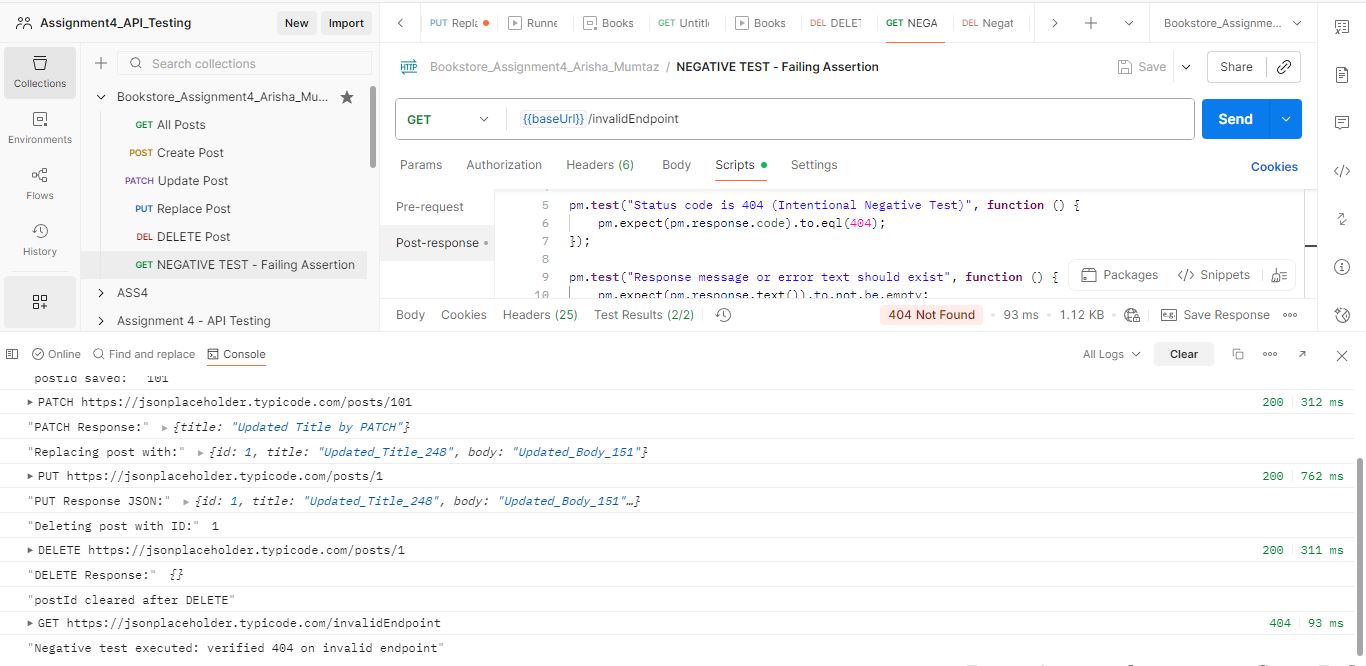 Assignment4_API_Testing
New
Import
PUT Repla
Runne
Books
GET Untitl
Books
DEL DELET
GET NEGA
DEL Negat
Bookstore_Assignme...
Collections
Environments
Flows
History
Search collections
Bookstore_Assignment4_Arisha_Mu...
GET All Posts
POST Create Post
PATCH Update Post
PUT Replace Post
DEL DELETE Post
GET NEGATIVE TEST - Failing Assertion
ASS4
Assignment 4 - API Testing
HTTP
Bookstore_Assignment4_Arisha_Mumtaz / NEGATIVE TEST - Failing Assertion
Save
Share
GET
{{baseUrl}} /invalidEndpoint
Send
Params
Authorization
Headers (6)
Body
Scripts
Settings
Cookies
Pre-request
Post-response
5 pm.test("Status code is 404 (Intentional Negative Test)", function () {
6 pm.expect(pm.response.code).to.eql(404);
7 });
8
9 pm.test("Response message or error text should exist", function () {
10 pm.expect(pm.response.text()).to.not.be.empty;
Packages
Snippets
Body
Cookies
Headers (25)
Test Results (2/2)
404 Not Found
93 ms
1.12 KB
e.g.
Save Response
Online
Find and replace
Console
All Logs
Clear
postId saved: 101
PATCH https://jsonplaceholder.typicode.com/posts/101 200 312 ms
"PATCH Response:" {title: "Updated Title by PATCH"}
"Replacing post with:" {id: 1, title: "Updated_Title_248", body: "Updated_Body_151"}
PUT https://jsonplaceholder.typicode.com/posts/1 200 762 ms
"PUT Response JSON:" {id: 1, title: "Updated_Title_248", body: "Updated_Body_151"…}
"Deleting post with ID:" 1
DELETE https://jsonplaceholder.typicode.com/posts/1 200 311 ms
"DELETE Response:" {}
"postId cleared after DELETE"
GET https://jsonplaceholder.typicode.com/invalidEndpoint 404 93 ms
"Negative test executed: verified 404 on invalid endpoint"